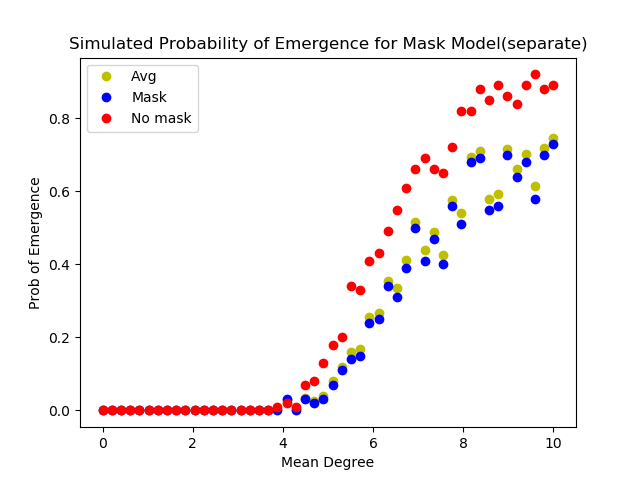 Simulated Probability of Emergence for Mask Model(separate)
Avg
Mask
No mask
0.8
0.6
0.4
0.2
0.0
Prob of Emergence
0 2 4 6 8 10
Mean Degree